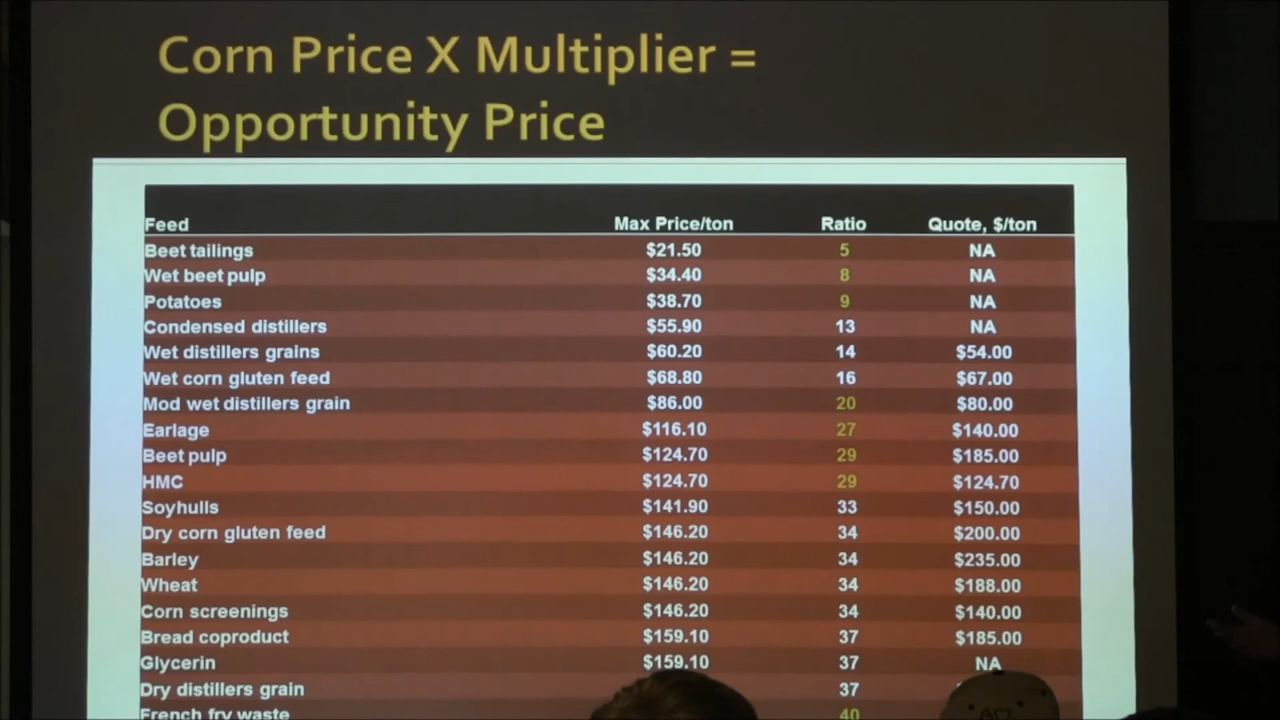 Corn Price X Multiplier =
Opportunity Price
Feed Max Price/ton Ratio Quote, $/ton
Beet tailings $21.50 5 NA
Wet beet pulp $34.40 8 NA
Potatoes $38.70 9 NA
Condensed distillers $55.90 13 NA
Wet distillers grains $60.20 14 $54.00
Wet corn gluten feed $68.80 16 $67.00
Mod wet distillers grain $86.00 20 $80.00
Earlage $116.10 27 $140.00
Beet pulp $124.70 29 $185.00
HMC $124.70 29 $124.70
Soyhulls $141.90 33 $150.00
Dry corn gluten feed $146.20 34 $200.00
Barley $146.20 34 $235.00
Wheat $146.20 34 $188.00
Corn screenings $146.20 34 $140.00
Bread coproduct $159.10 37 $185.00
Glycerin $159.10 37 NA
Dry distillers grain 37
French fry waste 40